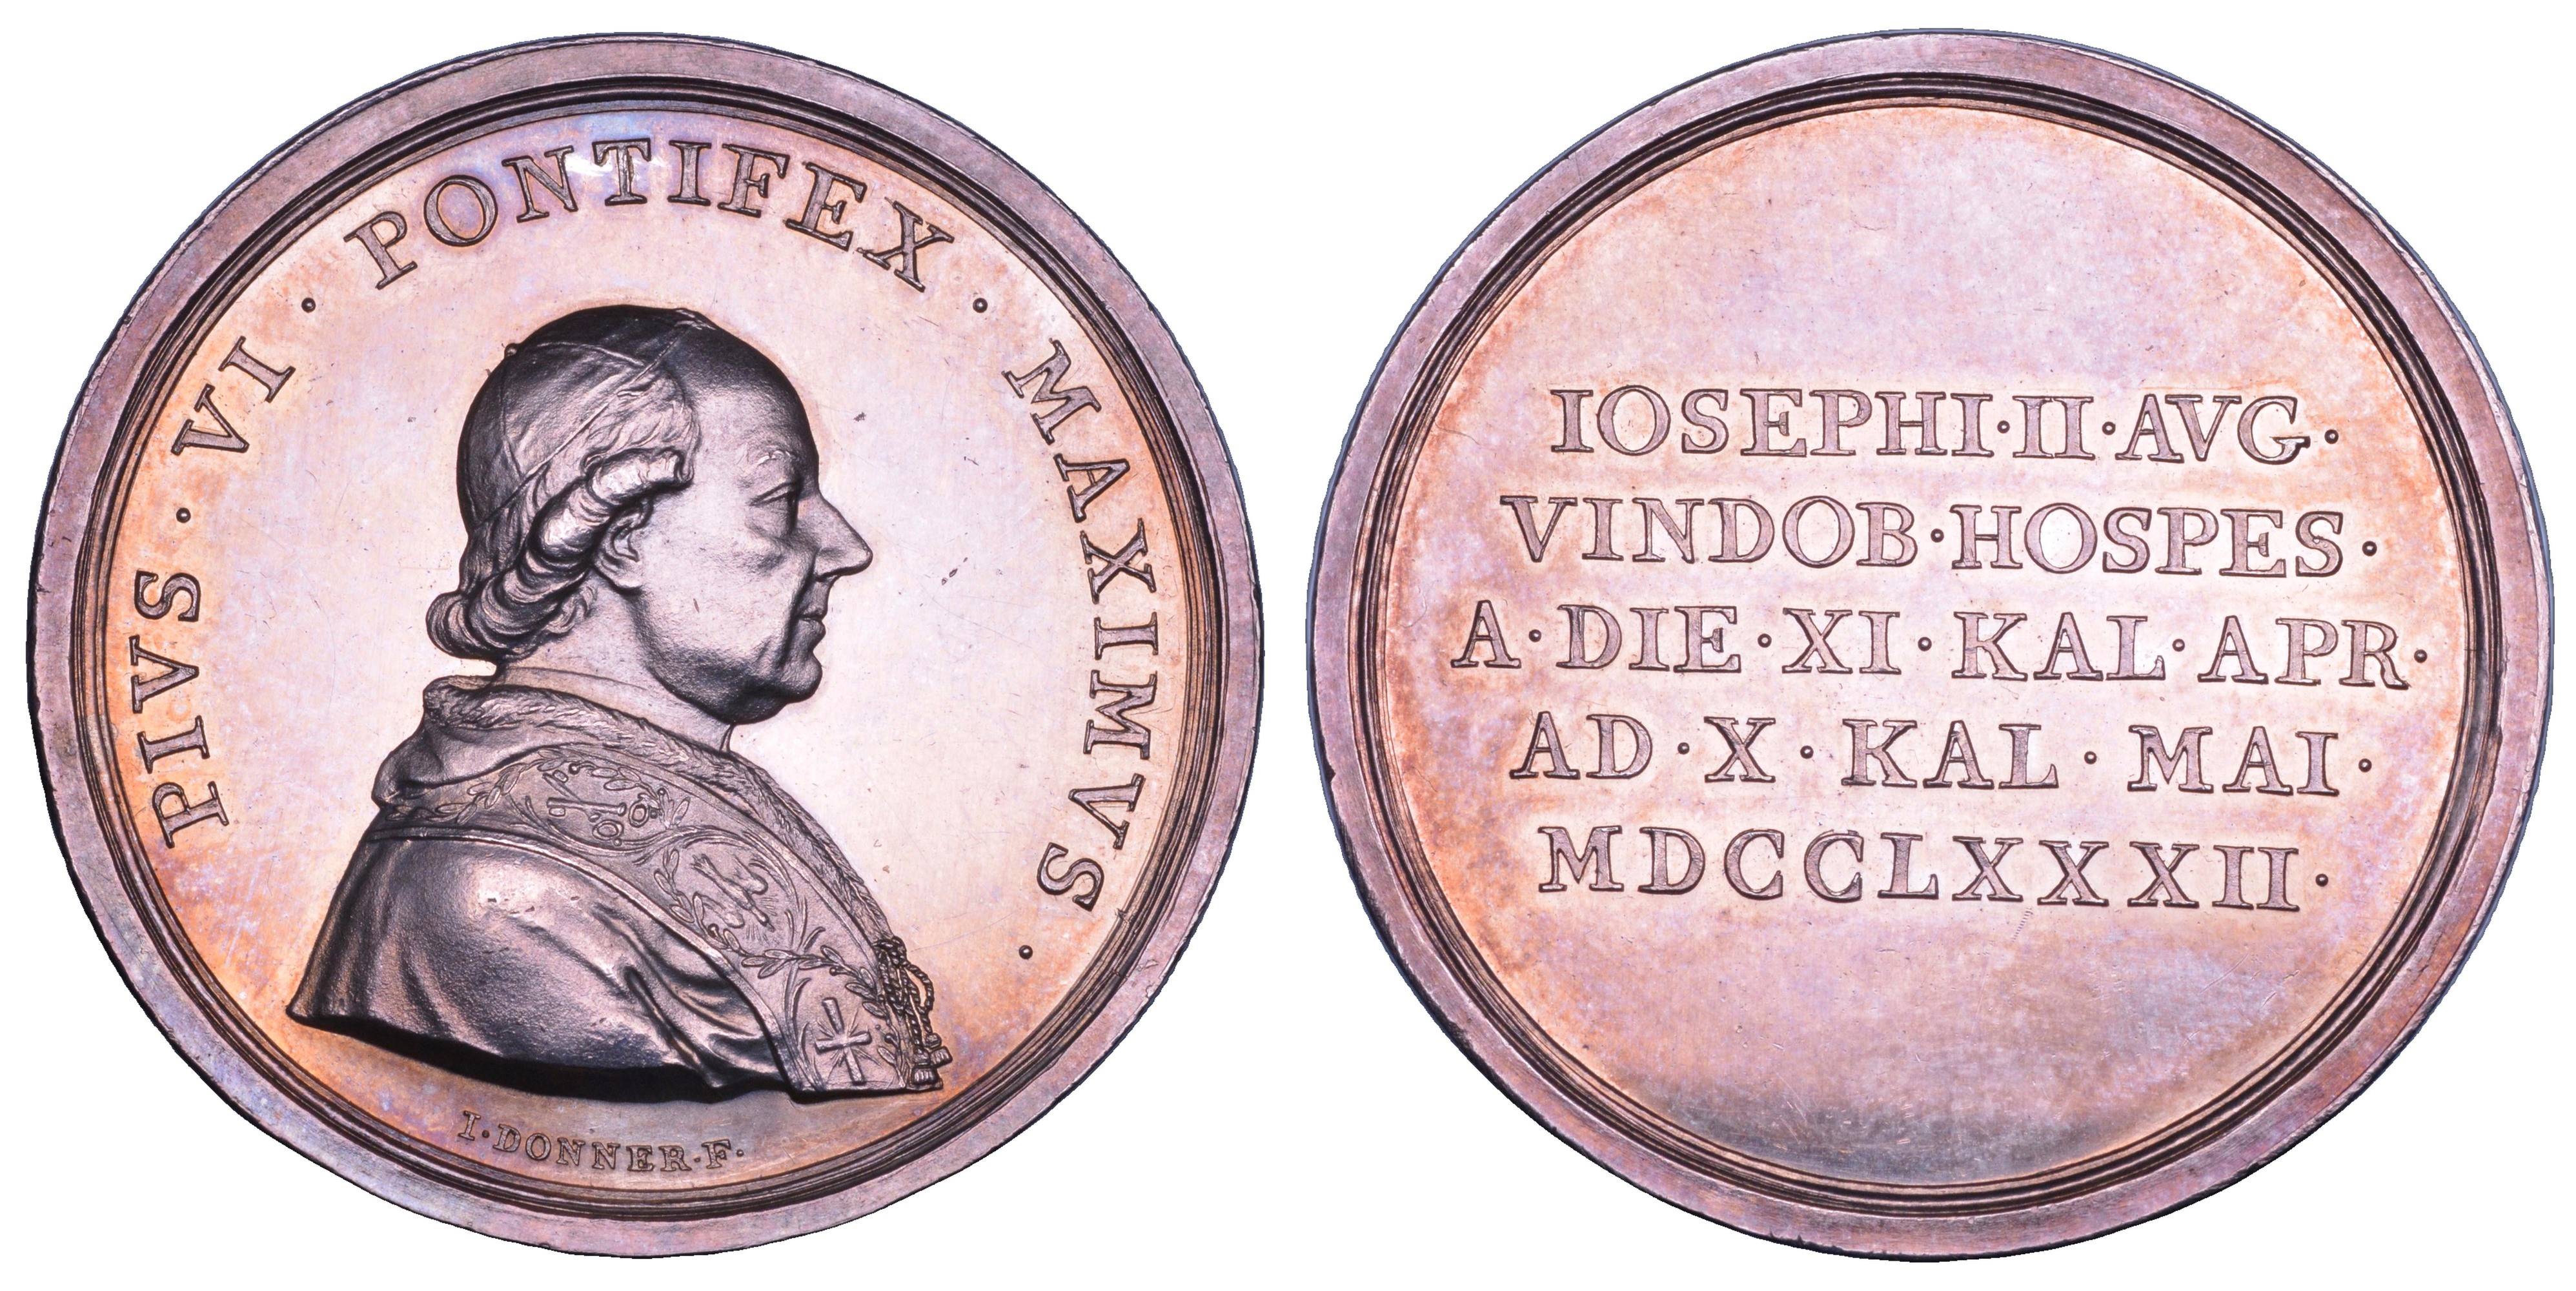 PIVS · VI · PONTIFEX · MAXIMVS ·
I · DONNER · F ·
IOSEPHI · II · AVG ·
VINDOB · HOSPES ·
A · DIE · XI · KAL · APR ·
AD · X · KAL · MAI ·
MDCCLXXXII ·